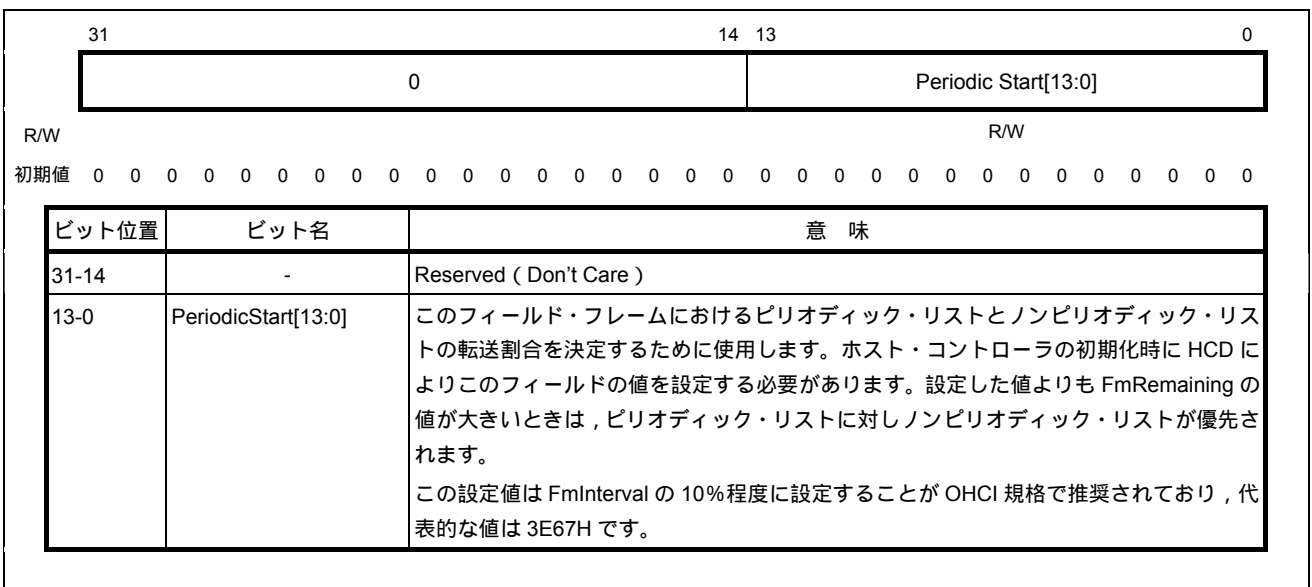 31 14 13 0
0 Periodic Start[13:0]
R/W R/W
初期値 0 0 0 0 0 0 0 0 0 0 0 0 0 0 0 0 0 0 0 0 0 0 0 0 0 0 0 0 0 0 0 0
ビット位置 ビット名 意 味
31-14 - Reserved（Don't Care）
13-0 PeriodicStart[13:0] このフィールド・フレームにおけるピリオディック・リストとノンピリオディック・リス
トの転送割合を決定するために使用します。ホスト・コントローラの初期化時に HCD に
よりこのフィールドの値を設定する必要があります。設定した値よりも FmRemaining の
値が大きいときは，ピリオディック・リストに対しノンピリオディック・リストが優先さ
れます。
この設定値は FmInterval の 10％程度に設定することが OHCI 規格で推奨されており，代
表的な値は 3E67H です。